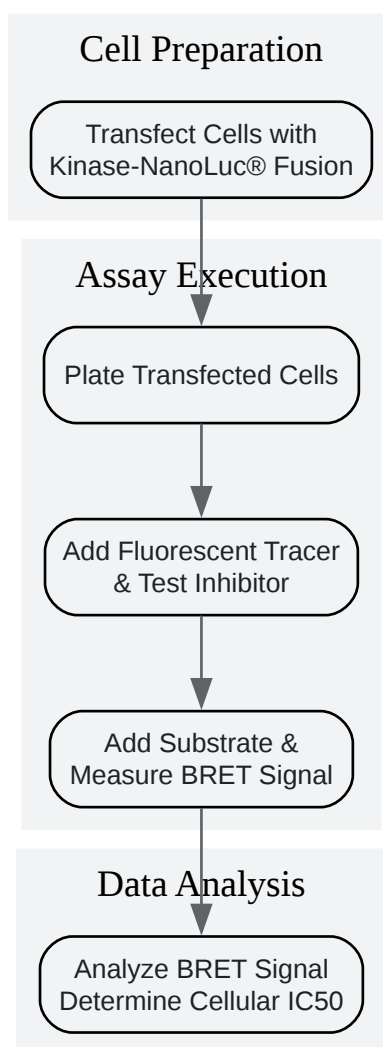 Cell Preparation
Transfect Cells with
Kinase-NanoLuc® Fusion
Assay Execution
Plate Transfected Cells
Add Fluorescent Tracer
& Test Inhibitor
Add Substrate &
Measure BRET Signal
Data Analysis
Analyze BRET Signal
Determine Cellular IC50